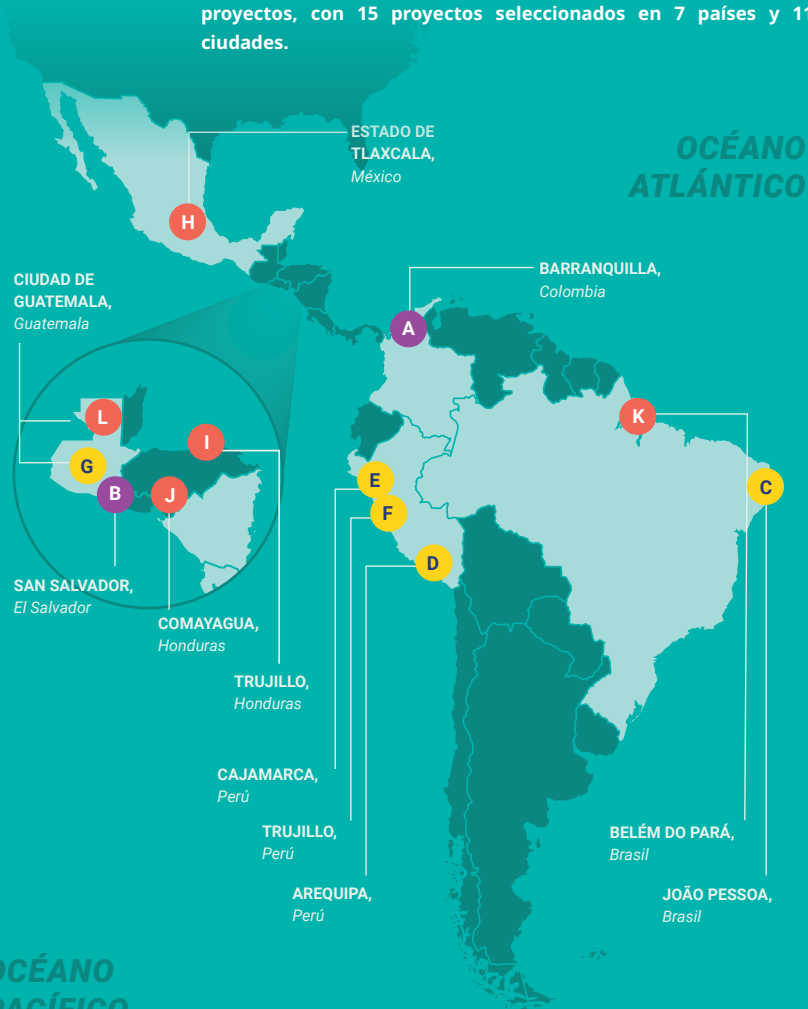 proyectos, con 15 proyectos seleccionados en 7 países y 11
ciudades.
OCÉANO
ATLÁNTICO
ESTADO DE
TLAXCALA,
México
H
BARRANQUILLA,
Colombia
A
CIUDAD DE
GUATEMALA,
Guatemala
L
I
G
B
J
K
C
E
F
D
SAN SALVADOR,
El Salvador
COMAYAGUA,
Honduras
TRUJILLO,
Honduras
CAJAMARCA,
Perú
TRUJILLO,
Perú
AREQUIPA,
Perú
BELÉM DO PARÁ,
Brasil
JOÃO PESSOA,
Brasil
OCÉANO
PACÍFICO